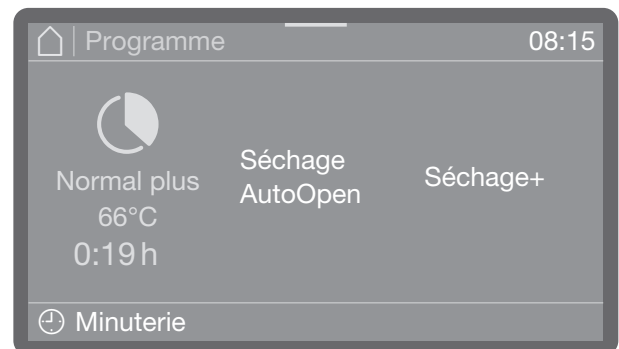 Programme 08:15
Normal plus
66°C
0:19 h
Séchage
AutoOpen
Séchage+
Minuterie